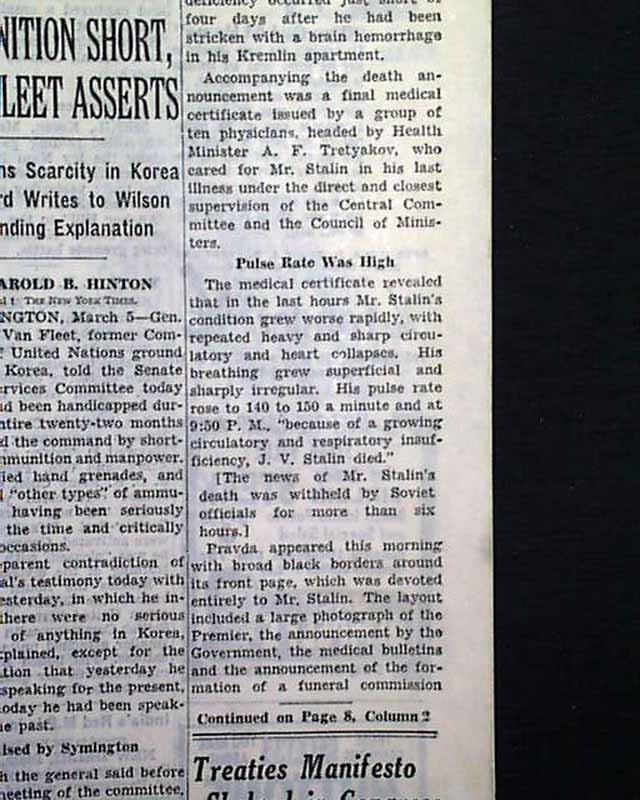 NITION SHORT,
LEET ASSERTS
ns Scarcity in Korea
rd Writes to Wilson
nding Explanation
AROLD B. HINTON
THE NEW YORK TIMES.
NGTON, March 5—Gen.
Van Fleet, former Com-
United Nations ground
Korea, told the Senate
rvices Committee today
d been handicapped dur-
ntire twenty-two months
d the command by short-
munition and manpower.
ied hand grenades, and
"other types" of ammu-
having been seriously
the time and critically
occasions.
parent contradiction of
al's testimony today with
esterday, in which he in-
there were no serious
of anything in Korea,
plained, except for the
tion that yesterday he
speaking for the present,
oday he had been speak-
e past.
ised by Symington
h the general said before
meeting of the committee,
deficiency occurred just short of
four days after he had been
stricken with a brain hemorrhage
in his Kremlin apartment.
Accompanying the death an-
nouncement was a final medical
certificate issued by a group of
ten physicians, headed by Health
Minister A. F. Tretyakov, who
cared for Mr. Stalin in his last
illness under the direct and closest
supervision of the Central Com-
mittee and the Council of Minis-
ters.
Pulse Rate Was High
The medical certificate revealed
that in the last hours Mr. Stalin's
condition grew worse rapidly, with
repeated heavy and sharp circu-
latory and heart collapses. His
breathing grew superficial and
sharply irregular. His pulse rate
rose to 140 to 150 a minute and at
9:50 P. M., "because of a growing
circulatory and respiratory insuf-
ficiency, J. V. Stalin died."
[The news of Mr. Stalin's
death was withheld by Soviet
officials for more than six
hours.]
Pravda appeared this morning
with broad black borders around
its front page, which was devoted
entirely to Mr. Stalin. The layout
included a large photograph of the
Premier, the announcement by the
Government, the medical bulletins
and the announcement of the for-
mation of a funeral commission
Continued on Page 8, Column 2
Treaties Manifesto